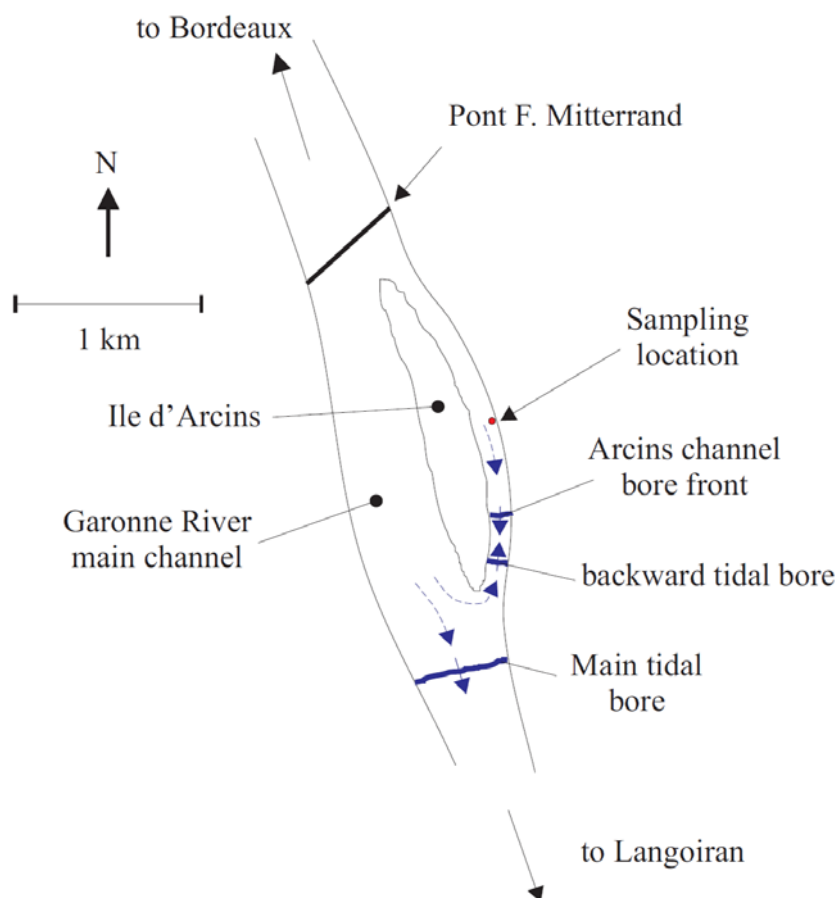 to Bordeaux
Pont F. Mitterrand
N
1 km
Sampling
location
Ile d'Arcins
Arcins channel
bore front
Garonne River
main channel
backward tidal bore
Main tidal
bore
to Langoiran